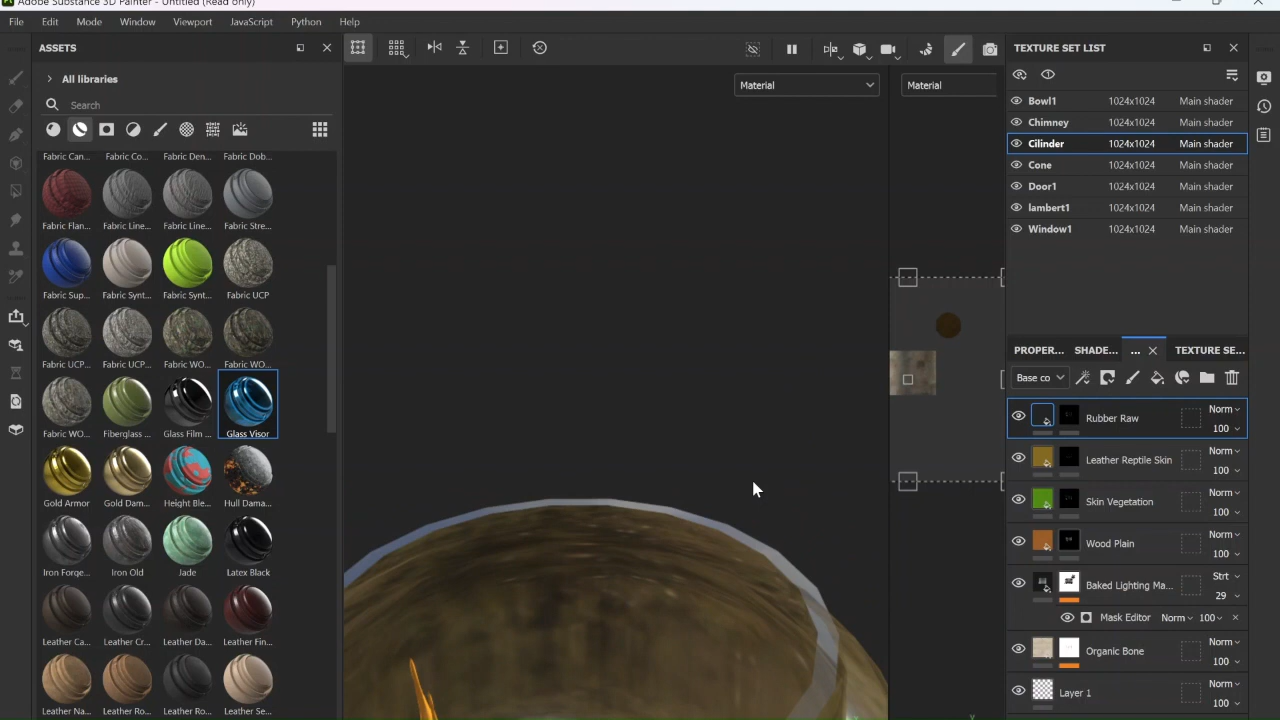 Adobe Substance 3D Painter - Untitled (Read only)
File Edit Mode Window Viewport JavaScript Python Help
ASSETS
All libraries
Search
Fabric Can... Fabric Co... Fabric Den... Fabric Dob...
Fabric Flan... Fabric Line... Fabric Line... Fabric Stre...
Fabric Sup... Fabric Synt... Fabric Synt... Fabric UCP
Fabric UCP... Fabric UCP... Fabric WO... Fabric WO...
Fabric WO... Fiberglass ... Glass Film ... Glass Visor
Gold Armor Gold Dam... Height Ble... Hull Dama...
Iron Forge... Iron Old Jade Latex Black
Leather Ca... Leather Cr... Leather Da... Leather Fin...
Leather Na... Leather Ro... Leather Ro... Leather Se...
Material
Material
TEXTURE SET LIST
Bowl1 1024x1024 Main shader
Chimney 1024x1024 Main shader
Cilinder 1024x1024 Main shader
Cone 1024x1024 Main shader
Door1 1024x1024 Main shader
lambert1 1024x1024 Main shader
Window1 1024x1024 Main shader
PROPER... SHADE... ... TEXTURE SE...
Base co
Rubber Raw Norm 100
Leather Reptile Skin Norm 100
Skin Vegetation Norm 100
Wood Plain Norm 100
Baked Lighting Ma... Strt 29
Mask Editor Norm 100
Organic Bone Norm 100
Layer 1 Norm 100